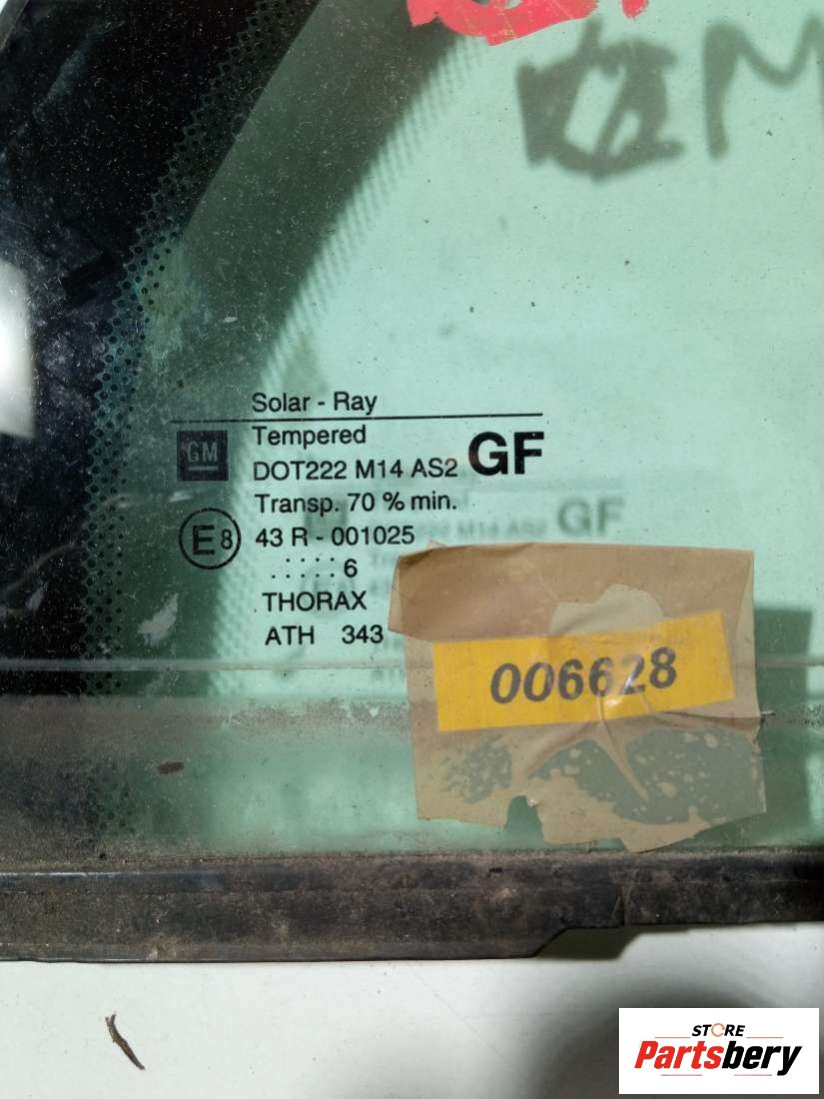 Solar - Ray
GM
Tempered
DOT222 M14 AS2 GF
Transp. 70 % min.
E8 43 R - 001025
. : : : : 6
THORAX
ATH 343
006628
STORE
Partsbery